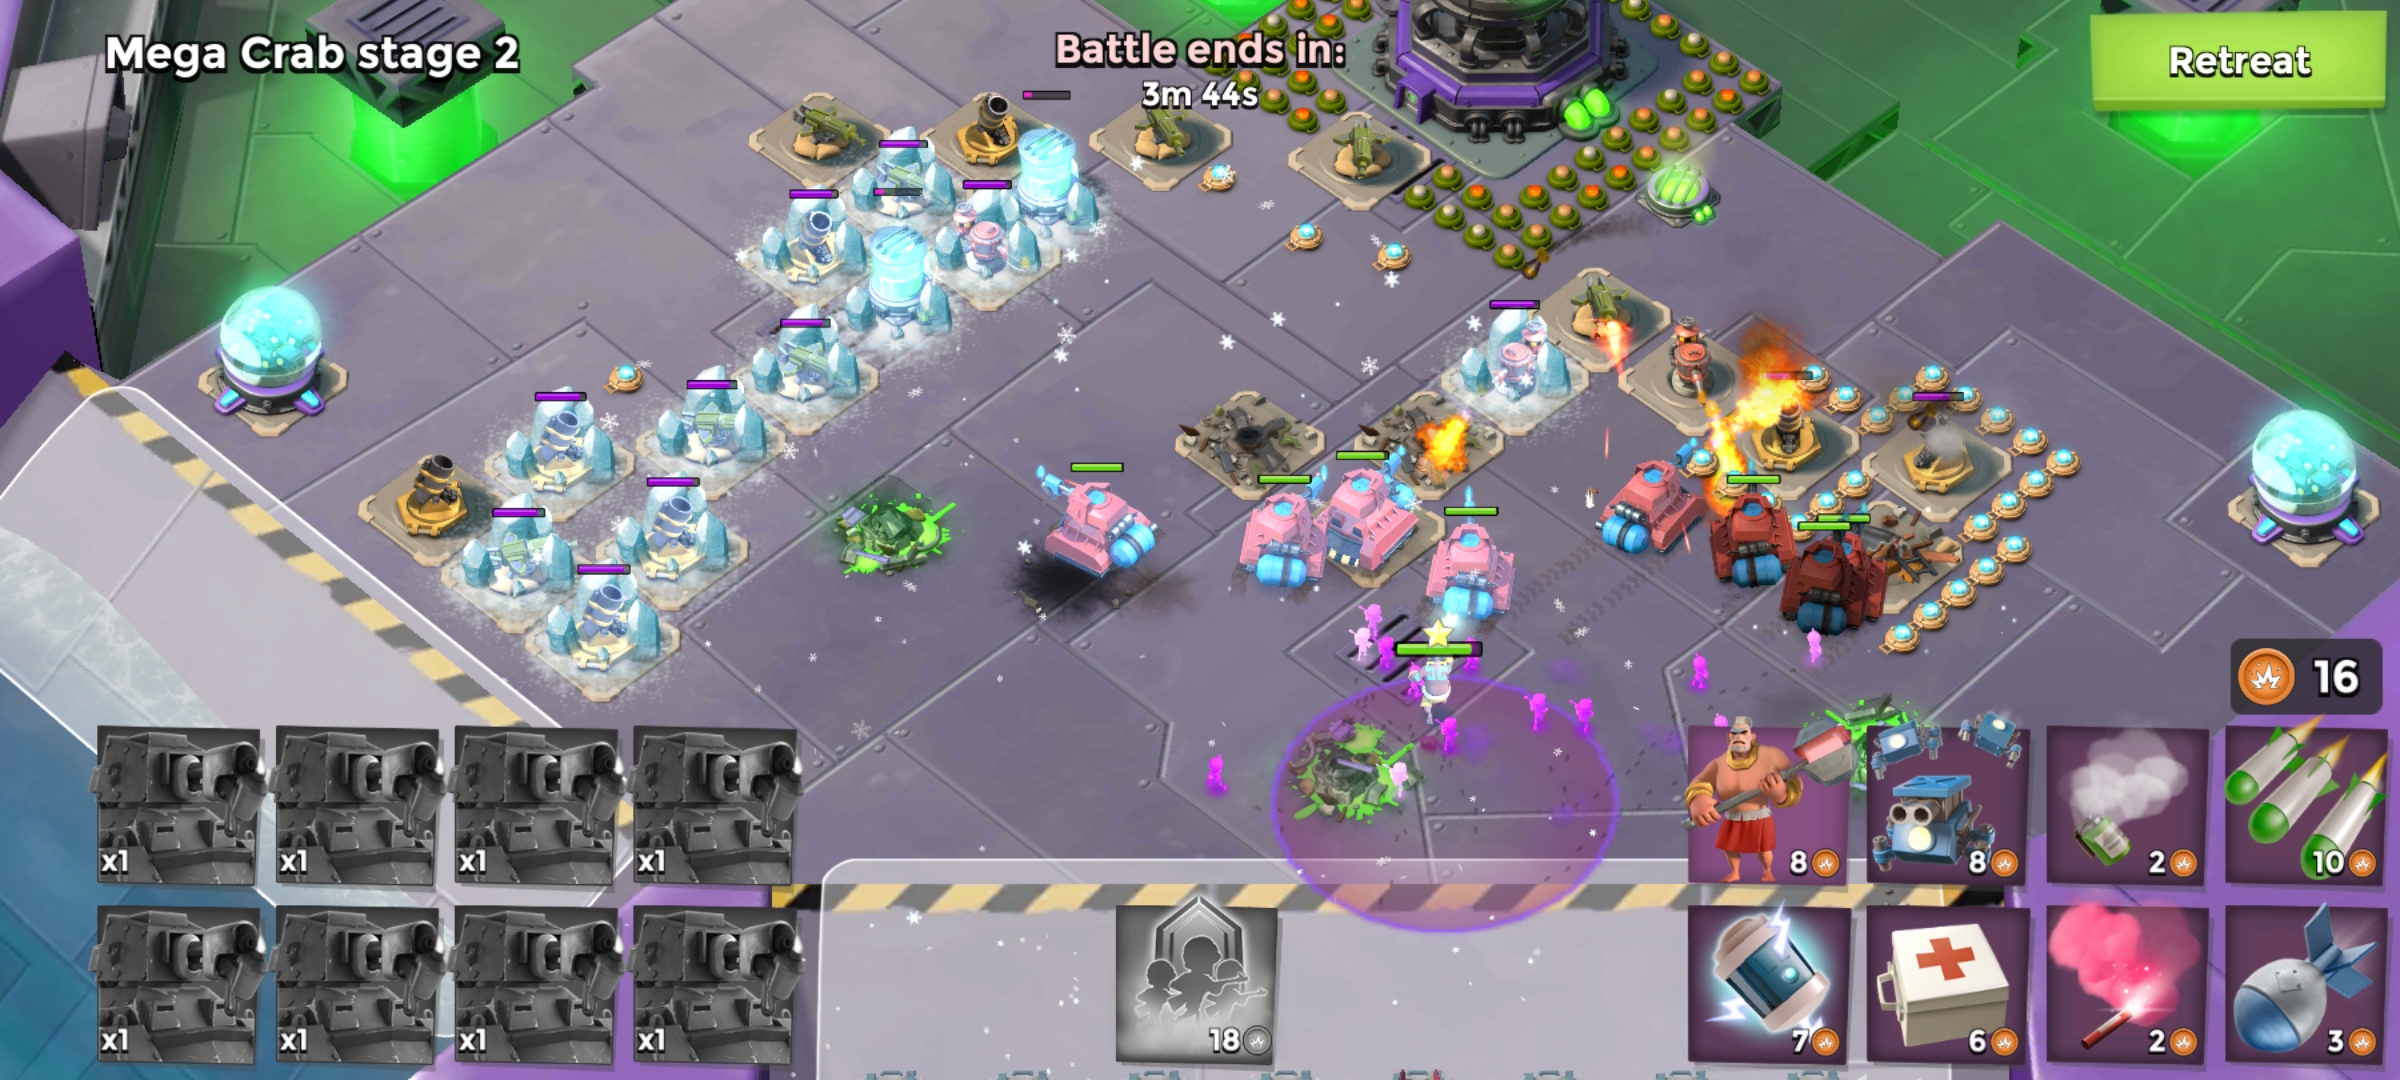 Mega Crab stage 2
Battle ends in:
3m 44s
Retreat
16
x1
x1
x1
x1
8
8
2
10
x1
x1
x1
x1
18
7
6
2
3